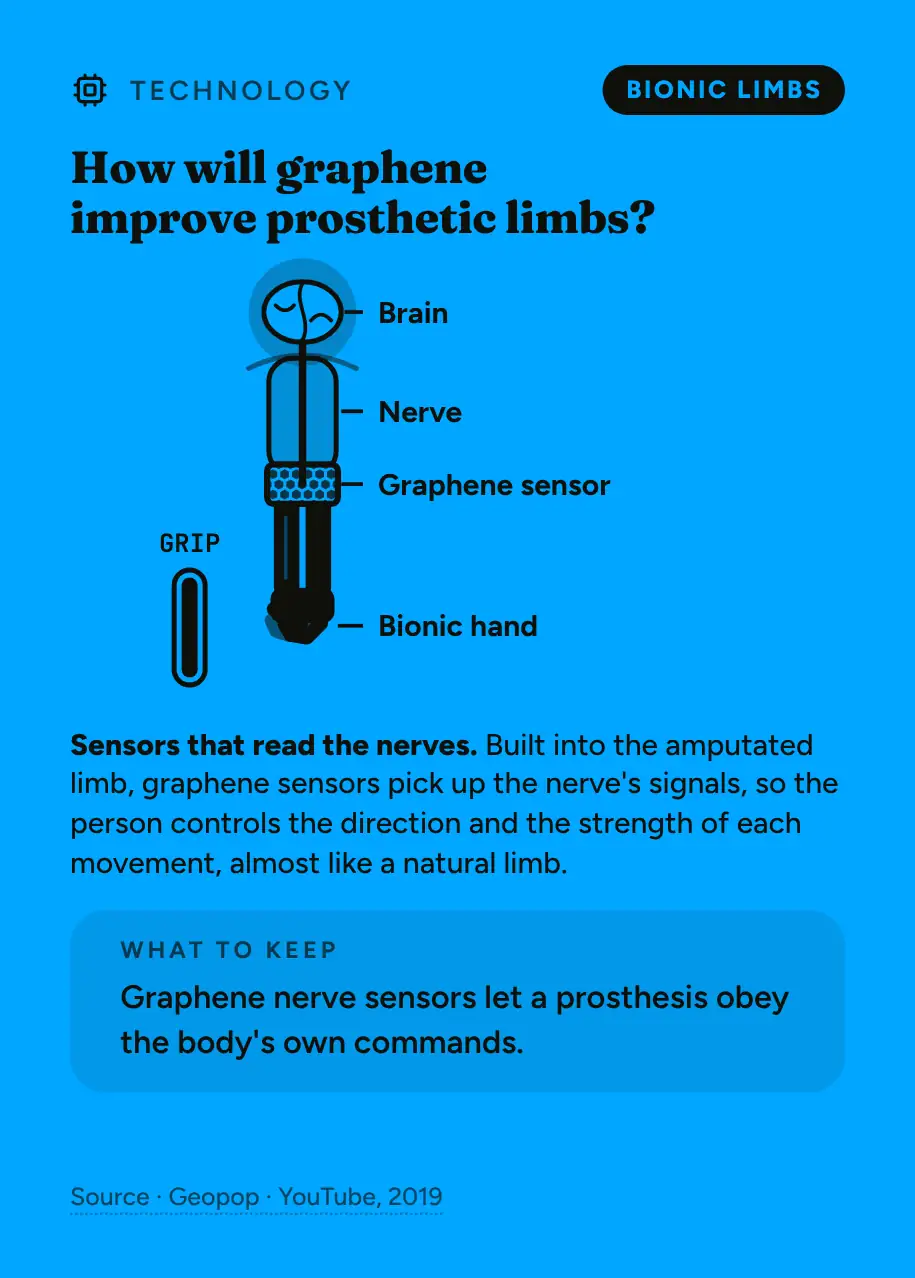 TECHNOLOGY
BIONIC LIMBS
How will graphene
improve prosthetic limbs?
Brain
Nerve
Graphene sensor
GRIP
Bionic hand
Sensors that read the nerves. Built into the amputated
limb, graphene sensors pick up the nerve's signals, so the
person controls the direction and the strength of each
movement, almost like a natural limb.
WHAT TO KEEP
Graphene nerve sensors let a prosthesis obey
the body's own commands.
Source · Geopop · YouTube, 2019